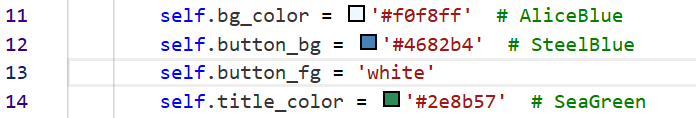 11 self.bg_color = '#f0f8ff' # AliceBlue
12 self.button_bg = '#4682b4' # SteelBlue
13 self.button_fg = 'white'
14 self.title_color = '#2e8b57' # SeaGreen